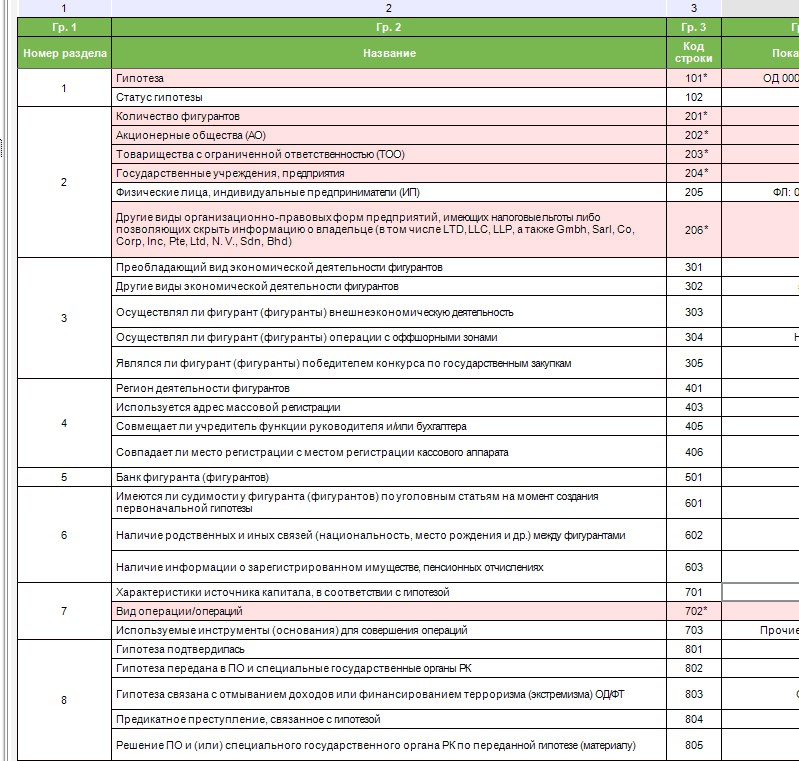 1 2 3
Гр. 1 Гр. 2 Гр. 3
Номер раздела Название Код строки
1
Гипотеза 101* ОД 000
Статус гипотезы 102
2
Количество фигурантов 201*
Акционерные общества (АО) 202*
Товарищества с ограниченной ответственностью (ТОО) 203*
Государственные учреждения, предприятия 204*
Физические лица, индивидуальные предприниматели (ИП) 205 ФЛ: 0
Другие виды организационно-правовых форм предприятий, имеющих налоговые льготы либо
позволяющих скрыть информацию о владельце (в том числе LTD, LLC, LLP, а также Gmbh, Sarl, Co,
Corp, Inc, Pte, Ltd, N. V., Sdn, Bhd) 206*
3
Преобладающий вид экономической деятельности фигурантов 301
Другие виды экономической деятельности фигурантов 302
Осуществлял ли фигурант (фигуранты) внешнеэкономическую деятельность 303
Осуществлял ли фигурант (фигуранты) операции с оффшорными зонами 304
Являлся ли фигурант (фигуранты) победителем конкурса по государственным закупкам 305
4
Регион деятельности фигурантов 401
Используется адрес массовой регистрации 403
Совмещает ли учредитель функции руководителя и/или бухгалтера 405
Совпадает ли место регистрации с местом регистрации кассового аппарата 406
5 Банк фигуранта (фигурантов) 501
6
Имеются ли судимости у фигуранта (фигурантов) по уголовным статьям на момент создания
первоначальной гипотезы 601
Наличие родственных и иных связей (национальность, место рождения и др.) между фигурантами 602
Наличие информации о зарегистрированном имуществе, пенсионных отчислениях 603
7
Характеристики источника капитала, в соответствии с гипотезой 701
Вид операции/операций 702*
Используемые инструменты (основания) для совершения операций 703 Прочие
8
Гипотеза подтвердилась 801
Гипотеза передана в ПО и специальные государственные органы РК 802
Гипотеза связана с отмыванием доходов или финансированием терроризма (экстремизма) ОД/ФТ 803
Предикатное преступление, связанное с гипотезой 804
Решение ПО и (или) специального государственного органа РК по переданной гипотезе (материалу) 805